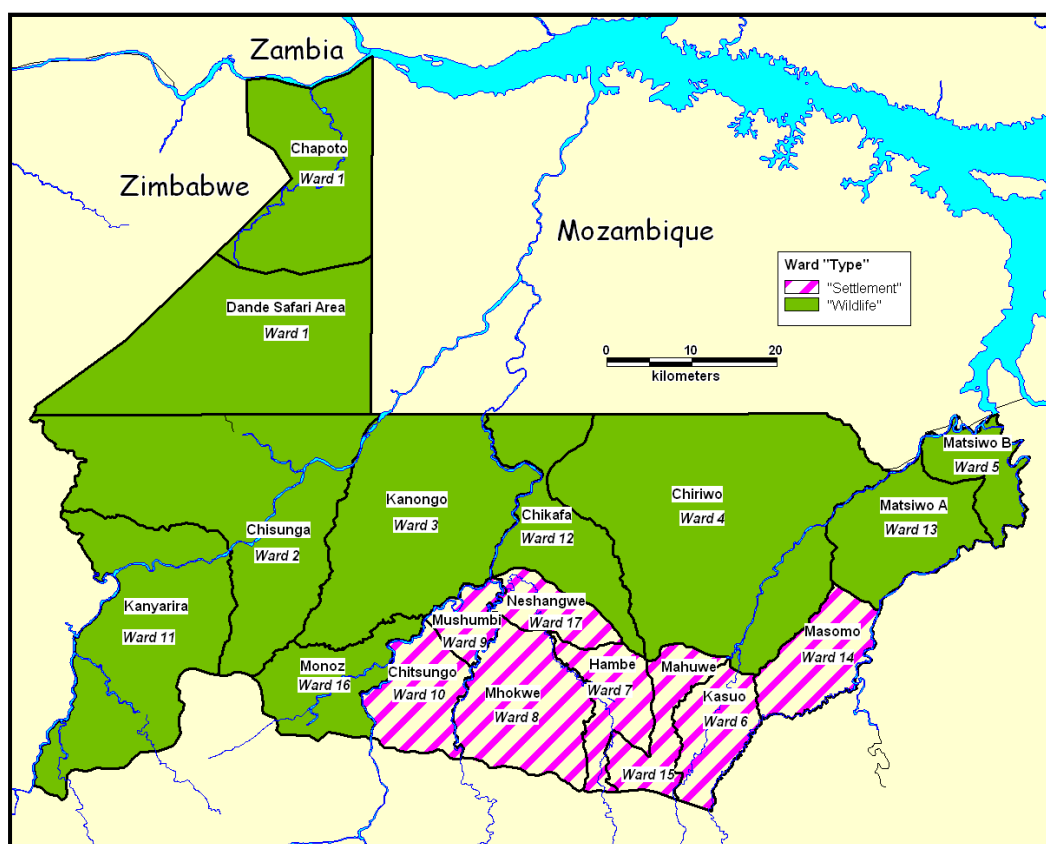 Zambia
Chapoto
Ward 1
Zimbabwe
Mozambique
Ward "Type"
"Settlement"
"Wildlife"
Dande Safari Area
Ward 1
0 10 20
kilometers
Matsiwo B
Ward 5
Kanongo
Ward 3
Chiriwo
Ward 4
Matsiwo A
Ward 13
Chikafa
Ward 12
Chisunga
Ward 2
Kanyarira
Ward 11
Neshangwe
Ward 17
Mushumbi
Ward 9
Masomo
Ward 14
Monoz
Ward 16
Chitsungo
Ward 10
Hambe
Ward 7
Mahuwe
Mhokwe
Ward 8
Kasuo
Ward 6
Ward 15